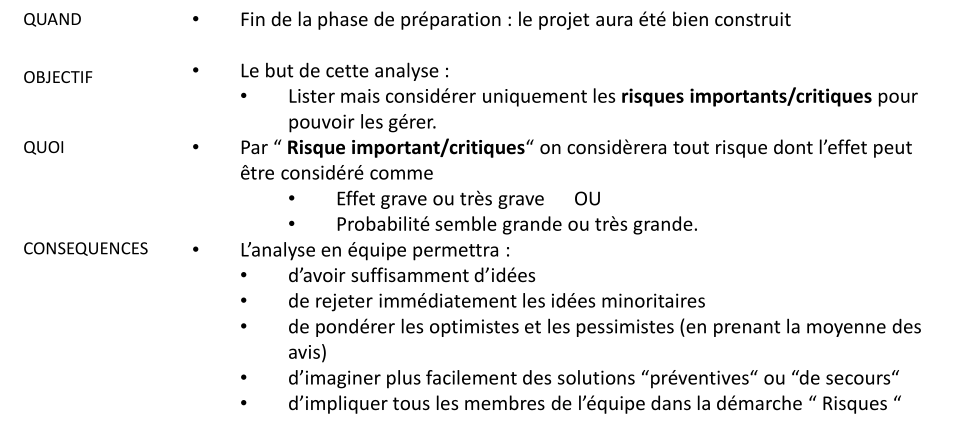 QUAND • Fin de la phase de préparation : le projet aura été bien construit
OBJECTIF • Le but de cette analyse :
• Lister mais considérer uniquement les risques importants/critiques pour
pouvoir les gérer.
QUOI • Par “ Risque important/critiques“ on considèrera tout risque dont l’effet peut
être considéré comme
• Effet grave ou très grave OU
• Probabilité semble grande ou très grande.
CONSEQUENCES • L’analyse en équipe permettra :
• d’avoir suffisamment d’idées
• de rejeter immédiatement les idées minoritaires
• de pondérer les optimistes et les pessimistes (en prenant la moyenne des
avis)
• d’imaginer plus facilement des solutions “préventives“ ou “de secours“
• d’impliquer tous les membres de l’équipe dans la démarche “ Risques “